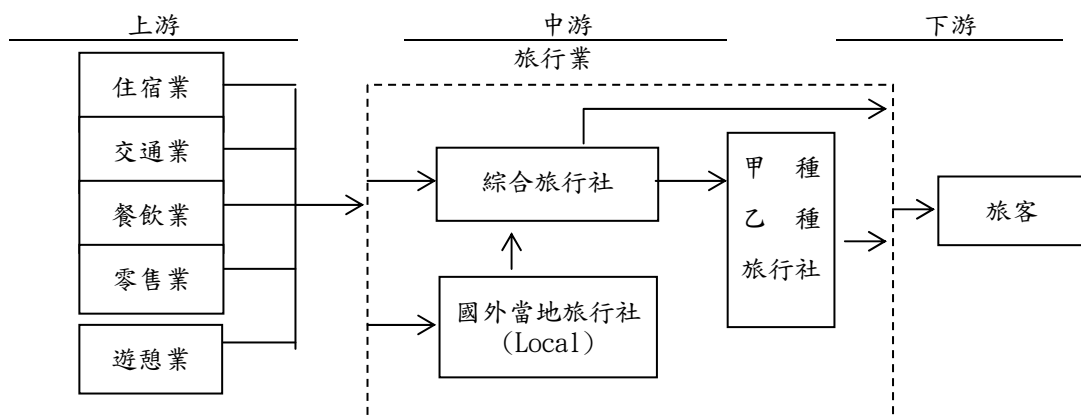 上游
中游
下游
旅行業
住宿業
交通業
餐飲業
零售業
遊憩業
綜合旅行社
國外當地旅行社
(Local)
甲 種
乙 種
旅行社
旅客